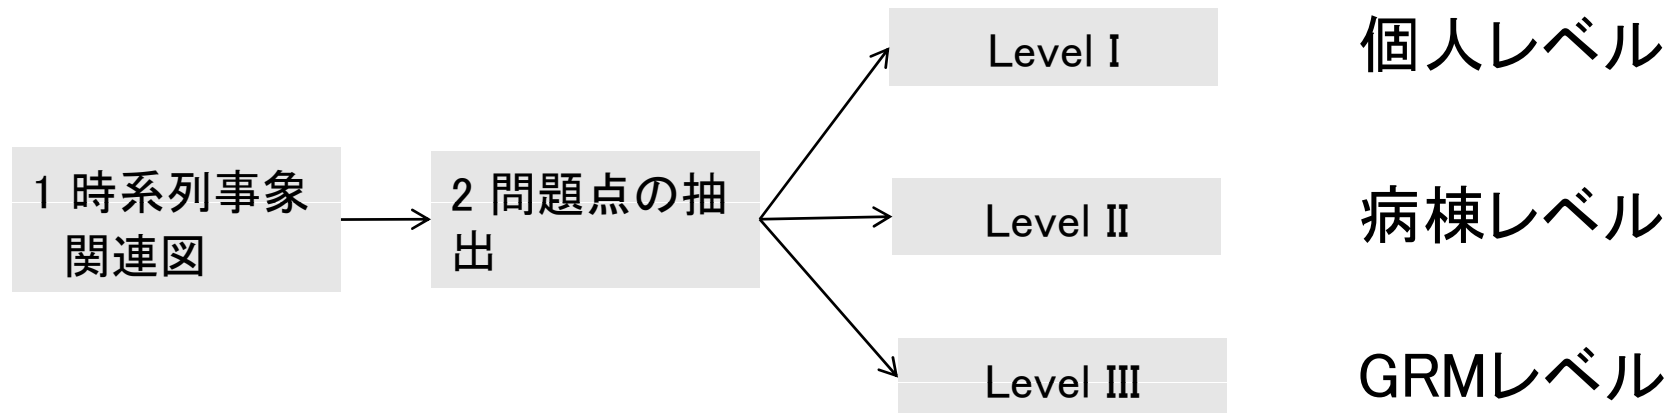 1 時系列事象
関連図
2 問題点の抽
出
Level Ⅰ
個人レベル
Level Ⅱ
病棟レベル
Level Ⅲ
GRMレベル